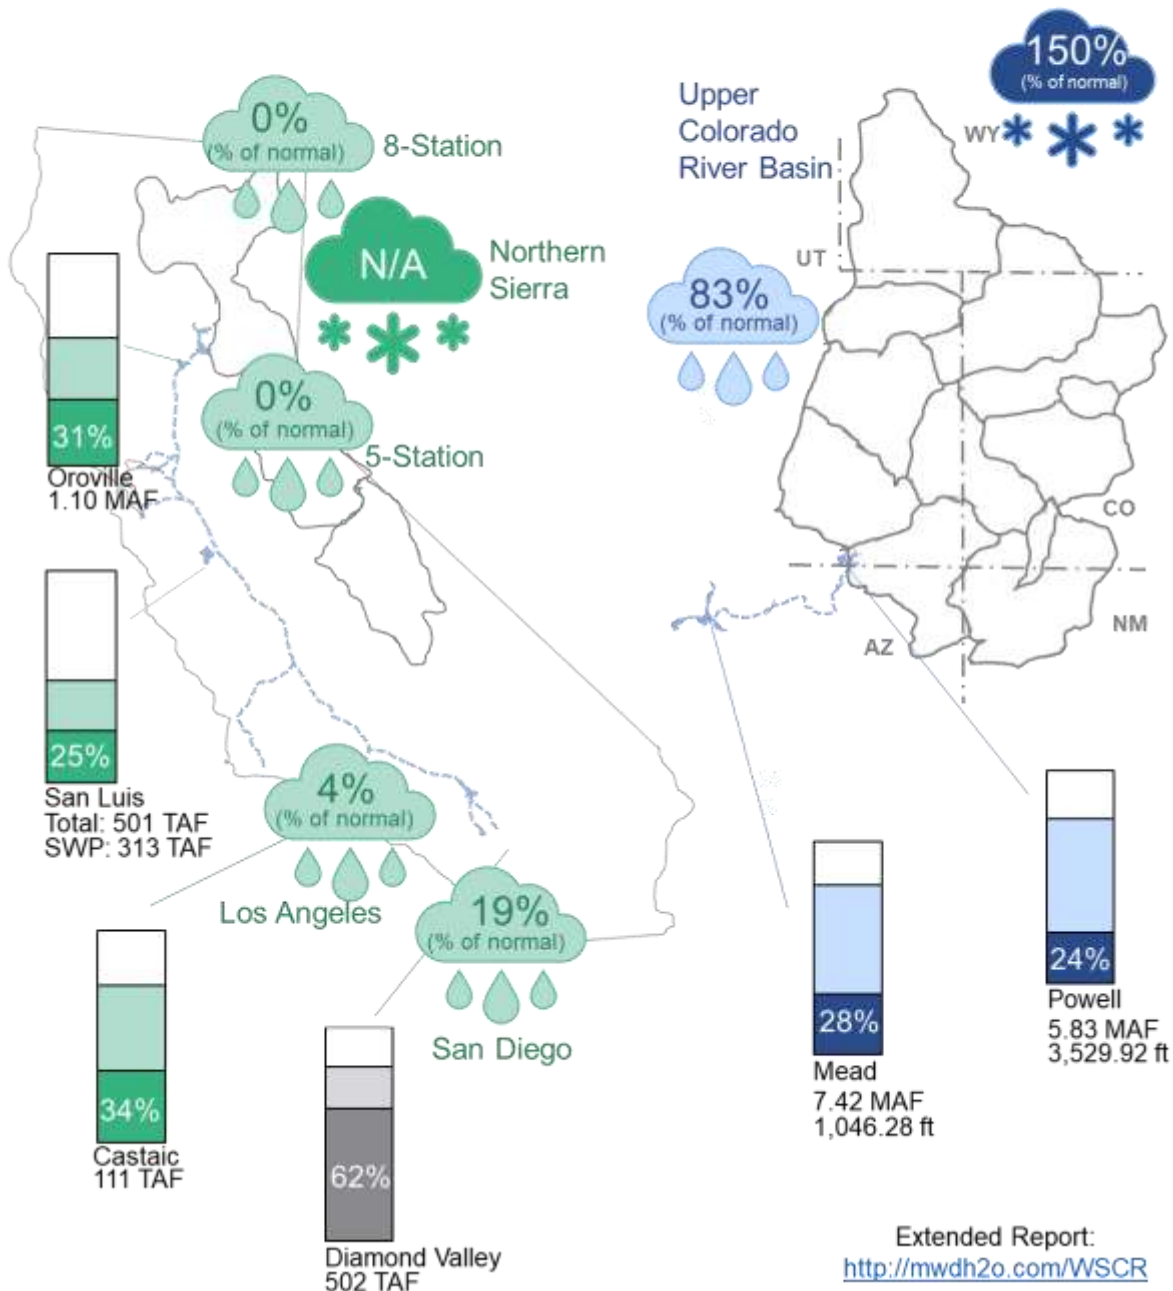 150%
(% of normal)
Upper
Colorado
River Basin
WY
0%
(% of normal)
8-Station
N/A
Northern
Sierra
UT
83%
(% of normal)
0%
(% of normal)
5-Station
31%
Oroville
1.10 MAF
CO
NM
AZ
25%
San Luis
Total: 501 TAF
SWP: 313 TAF
4%
(% of normal)
Los Angeles
19%
(% of normal)
San Diego
24%
Powell
5.83 MAF
3,529.92 ft
28%
Mead
7.42 MAF
1,046.28 ft
34%
Castaic
111 TAF
62%
Diamond Valley
502 TAF
Extended Report:
http://mwdh2o.com/WSCR